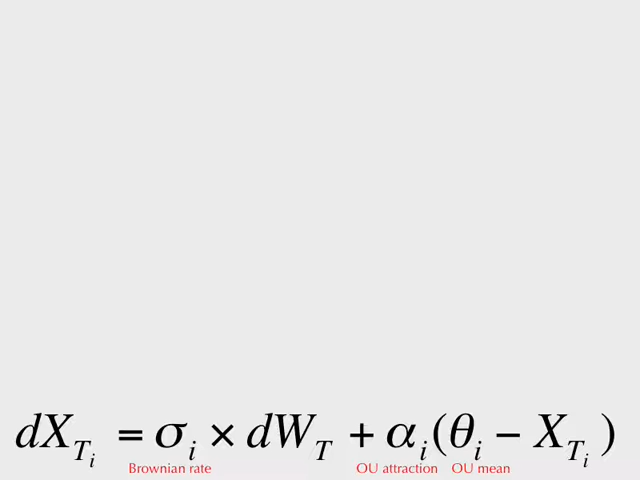 dX_{T_i} = σ_i × dW_T + α_i(θ_i − X_{T_i})
Brownian rate OU attraction OU mean